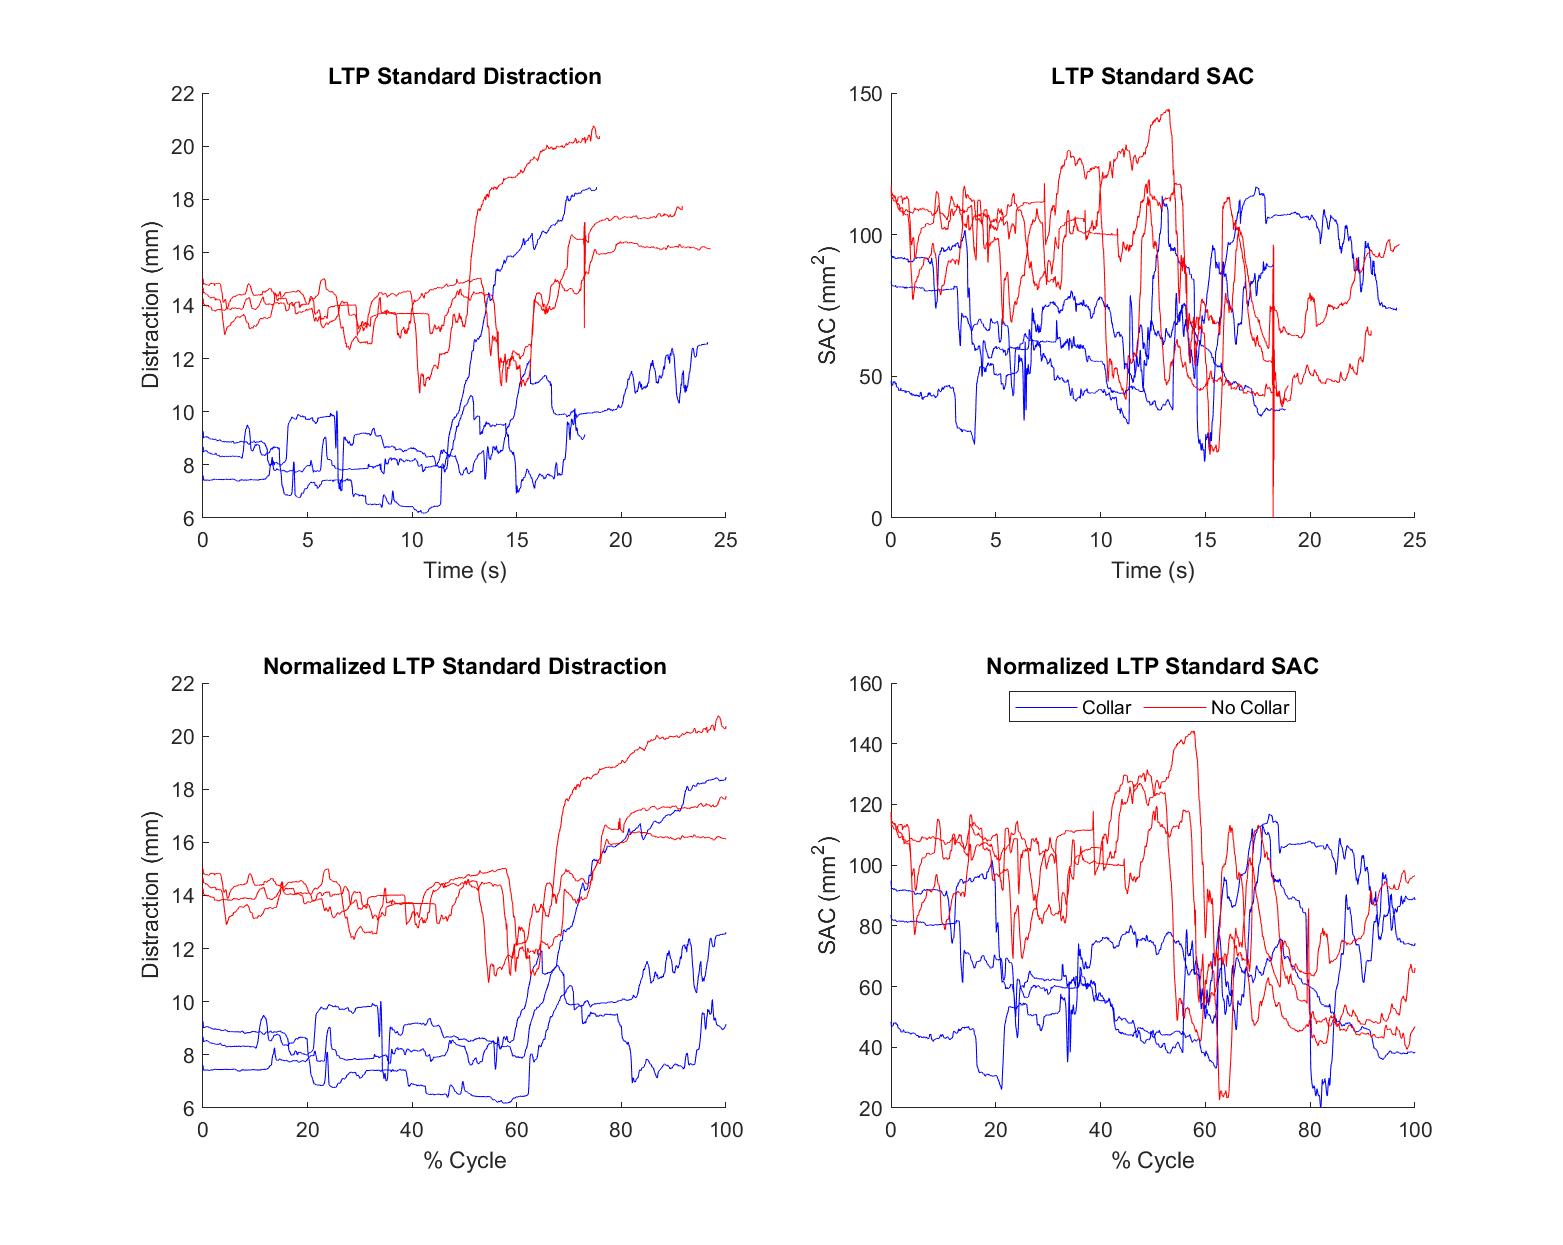 LTP Standard Distraction
22
20
18
16
14
12
10
8
6
Distraction (mm)
0 5 10 15 20 25
Time (s)
LTP Standard SAC
150
100
50
0
SAC (mm²)
0 5 10 15 20 25
Time (s)
Normalized LTP Standard Distraction
22
20
18
16
14
12
10
8
6
Distraction (mm)
0 20 40 60 80 100
% Cycle
Normalized LTP Standard SAC
Collar No Collar
160
140
120
100
80
60
40
20
SAC (mm²)
0 20 40 60 80 100
% Cycle